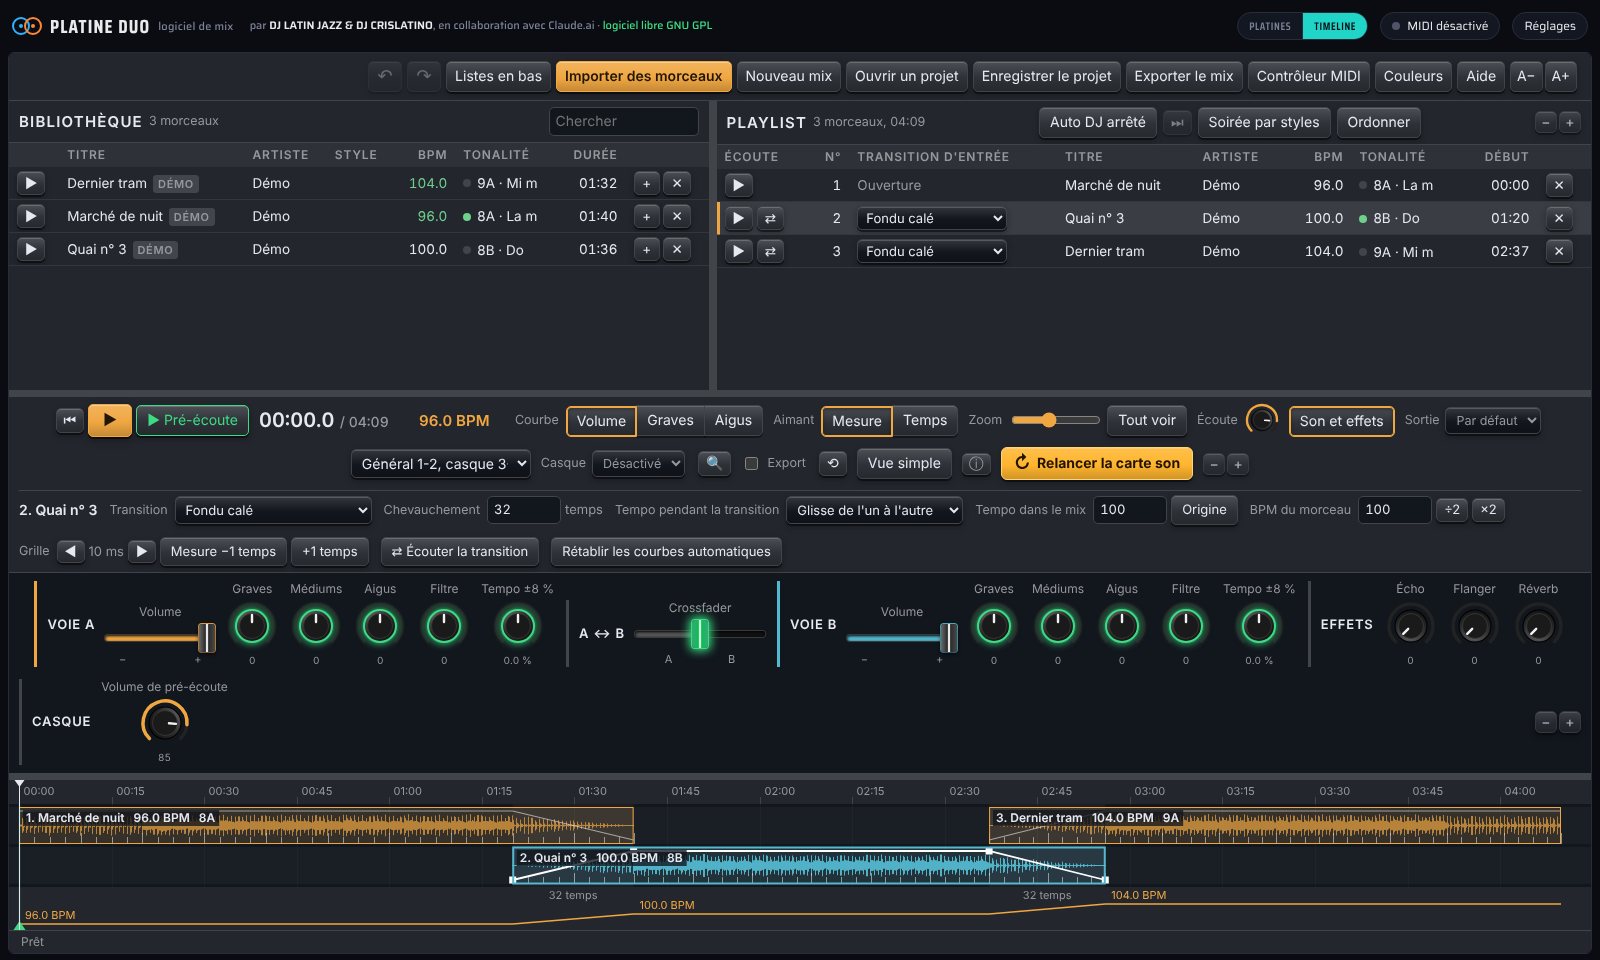 PLATINE DUO logiciel de mix par DJ LATIN JAZZ & DJ CRISLATINO, en collaboration avec Claude.ai · logiciel libre GNU GPL PLATINES TIMELINE MIDI désactivé Réglages
Listes en bas Importer des morceaux Nouveau mix Ouvrir un projet Enregistrer le projet Exporter le mix Contrôleur MIDI Couleurs Aide A− A+
BIBLIOTHÈQUE 3 morceaux Chercher
TITRE ARTISTE STYLE BPM TONALITÉ DURÉE
Dernier tram DÉMO Démo 104.0 9A · Mi m 01:32 + ✕
Marché de nuit DÉMO Démo 96.0 8A · La m 01:40 + ✕
Quai n° 3 DÉMO Démo 100.0 8B · Do 01:36 + ✕
PLAYLIST 3 morceaux, 04:09 Auto DJ arrêté Soirée par styles Ordonner − +
ÉCOUTE N° TRANSITION D'ENTRÉE TITRE ARTISTE BPM TONALITÉ DÉBUT
1 Ouverture Marché de nuit Démo 96.0 8A · La m 00:00 ✕
2 Fondu calé Quai n° 3 Démo 100.0 8B · Do 01:20 ✕
3 Fondu calé Dernier tram Démo 104.0 9A · Mi m 02:37 ✕
Pré-écoute 00:00.0 / 04:09 96.0 BPM Courbe Volume Graves Aigus Aimant Mesure Temps Zoom Tout voir Écoute Son et effets Sortie Par défaut
Général 1-2, casque 3 Casque Désactivé Export Vue simple Relancer la carte son − +
2. Quai n° 3 Transition Fondu calé Chevauchement 32 temps Tempo pendant la transition Glisse de l'un à l'autre Tempo dans le mix 100 Origine BPM du morceau 100 ÷2 ×2
Grille ◀ 10 ms ▶ Mesure −1 temps +1 temps ⇄ Écouter la transition Rétablir les courbes automatiques
VOIE A Volume − + Graves 0 Médiums 0 Aigus 0 Filtre 0 Tempo ±8 % 0.0 %
A ↔ B Crossfader A B
VOIE B Volume − + Graves 0 Médiums 0 Aigus 0 Filtre 0 Tempo ±8 % 0.0 %
EFFETS Écho 0 Flanger 0 Réverb 0
CASQUE Volume de pré-écoute 85 − +
00:00 00:15 00:30 00:45 01:00 01:15 01:30 01:45 02:00 02:15 02:30 02:45 03:00 03:15 03:30 03:45 04:00
1. Marché de nuit 96.0 BPM 8A 3. Dernier tram 104.0 BPM 9A
2. Quai n° 3 100.0 BPM 8B
32 temps 32 temps
96.0 BPM 100.0 BPM 104.0 BPM
Prêt